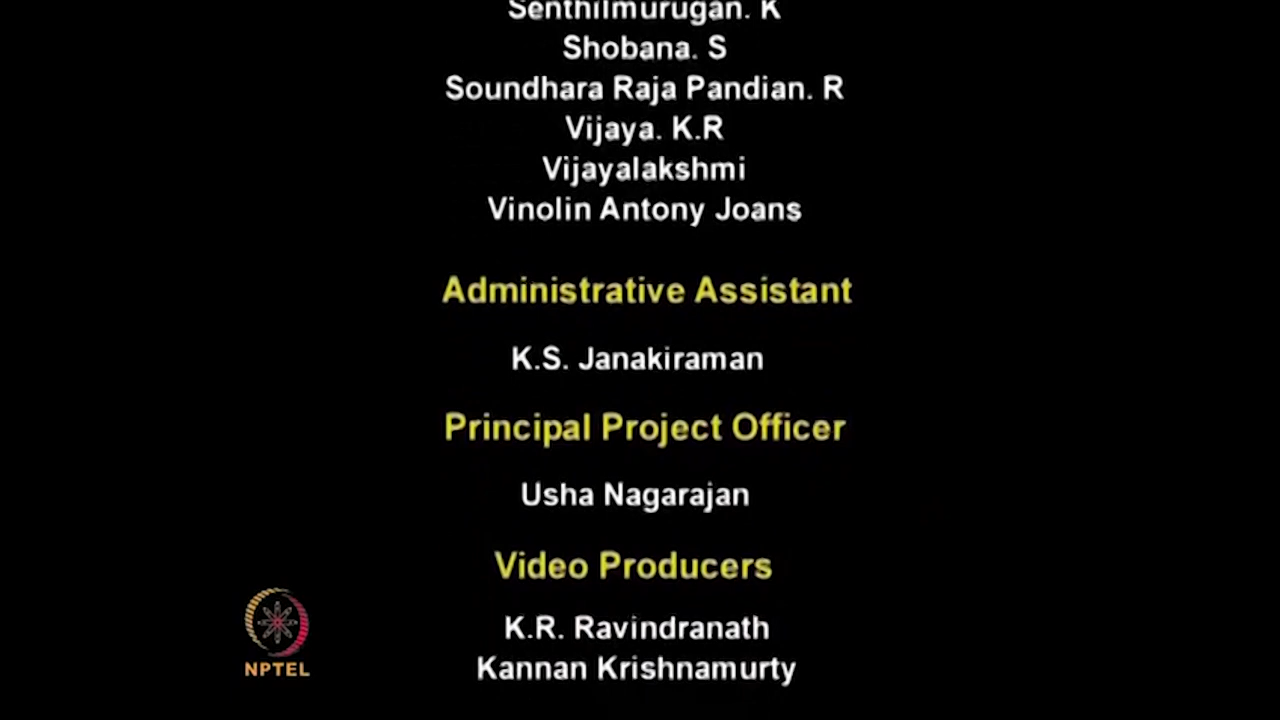 Senthilmurugan. K
Shobana. S
Soundhara Raja Pandian. R
Vijaya. K.R
Vijayalakshmi
Vinolin Antony Joans
Administrative Assistant
K.S. Janakiraman
Principal Project Officer
Usha Nagarajan
Video Producers
K.R. Ravindranath
Kannan Krishnamurty
NPTEL